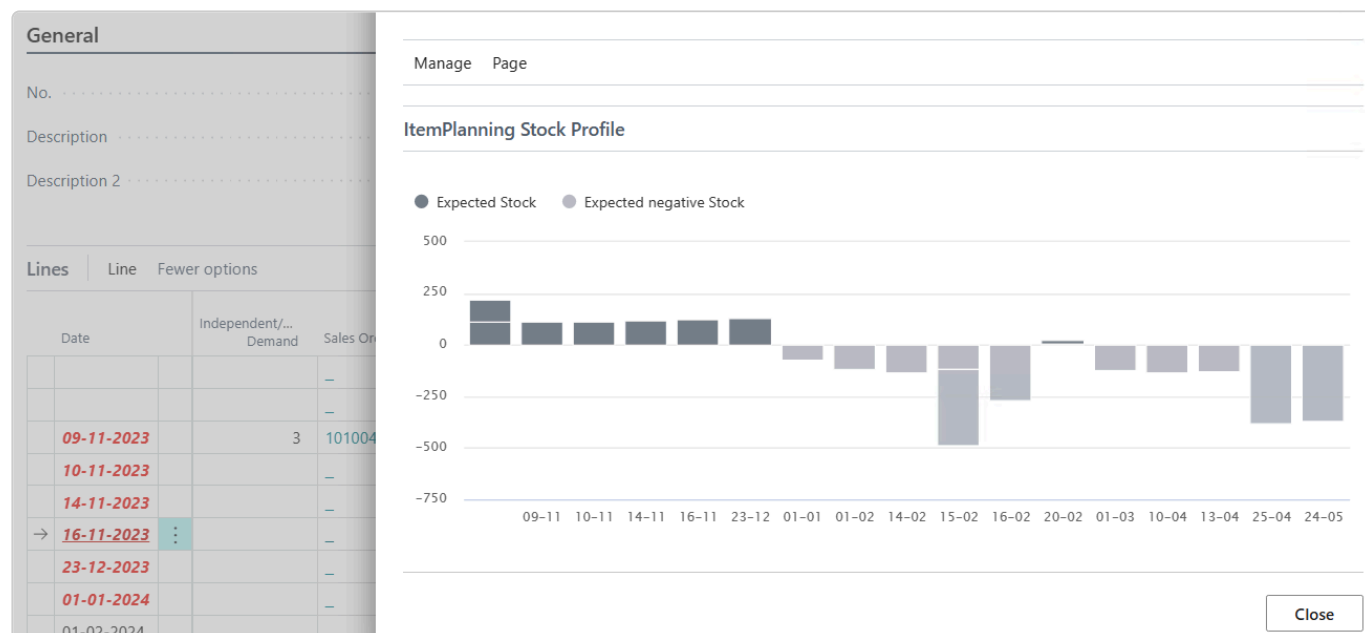 General
No.
Description
Description 2
Lines Line Fewer options
Date Independent/... Demand Sales Or
_
_
09-11-2023 3 101004
10-11-2023 _
14-11-2023 _
16-11-2023 _
23-12-2023 _
01-01-2024 _
01-02-2024
Manage Page
ItemPlanning Stock Profile
Expected Stock Expected negative Stock
500
250
0
-250
-500
-750
09-11 10-11 14-11 16-11 23-12 01-01 01-02 14-02 15-02 16-02 20-02 01-03 10-04 13-04 25-04 24-05
Close